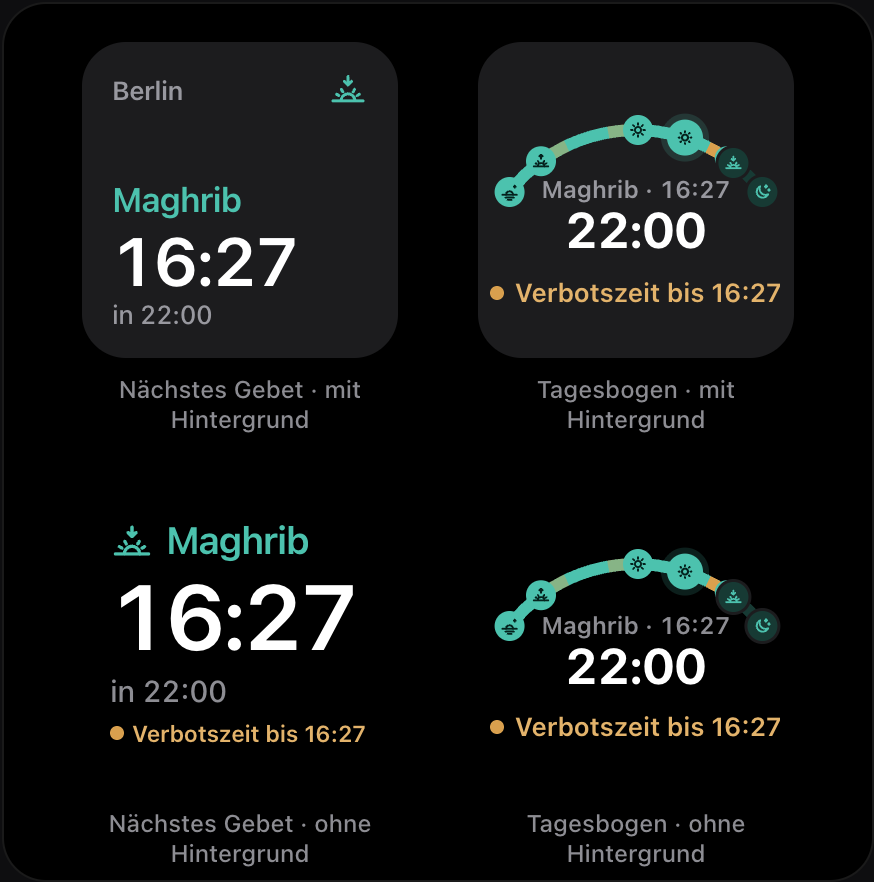 Berlin
Maghrib
16:27
in 22:00
Nächstes Gebet · mit
Hintergrund
Maghrib · 16:27
22:00
Verbotszeit bis 16:27
Tagesbogen · mit
Hintergrund
Maghrib
16:27
in 22:00
Verbotszeit bis 16:27
Nächstes Gebet · ohne
Hintergrund
Maghrib · 16:27
22:00
Verbotszeit bis 16:27
Tagesbogen · ohne
Hintergrund